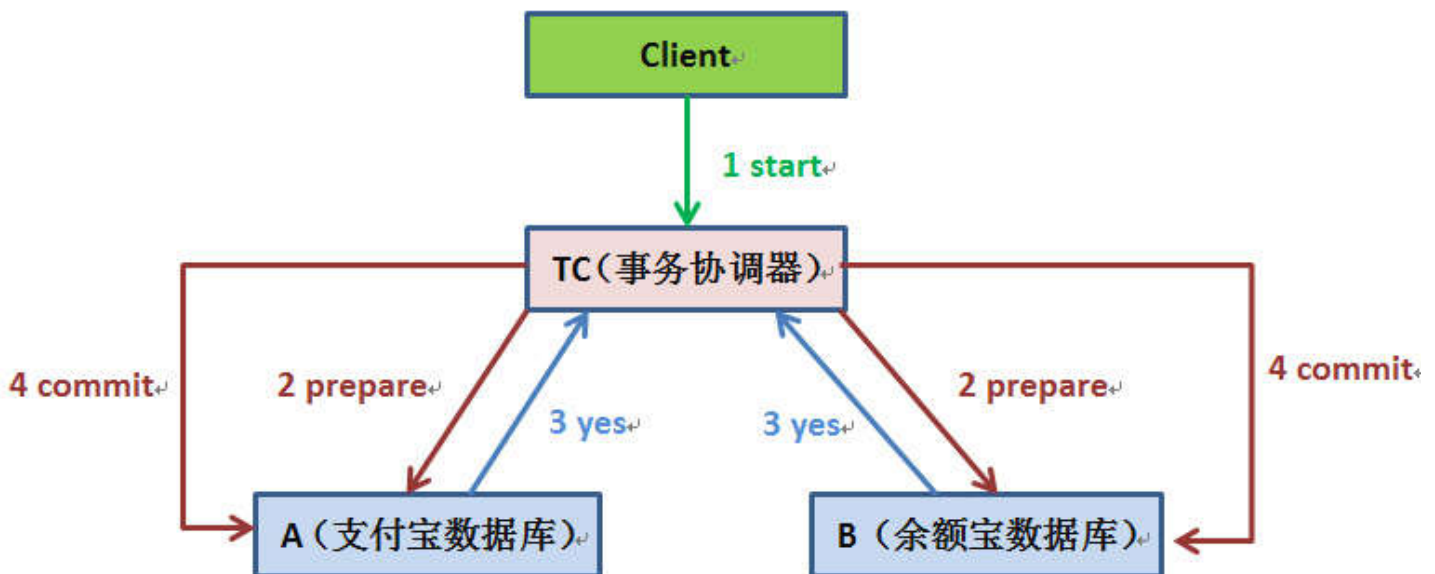 Client
1 start
TC（事务协调器）
4 commit
2 prepare
3 yes
3 yes
2 prepare
4 commit
A（支付宝数据库）
B（余额宝数据库）